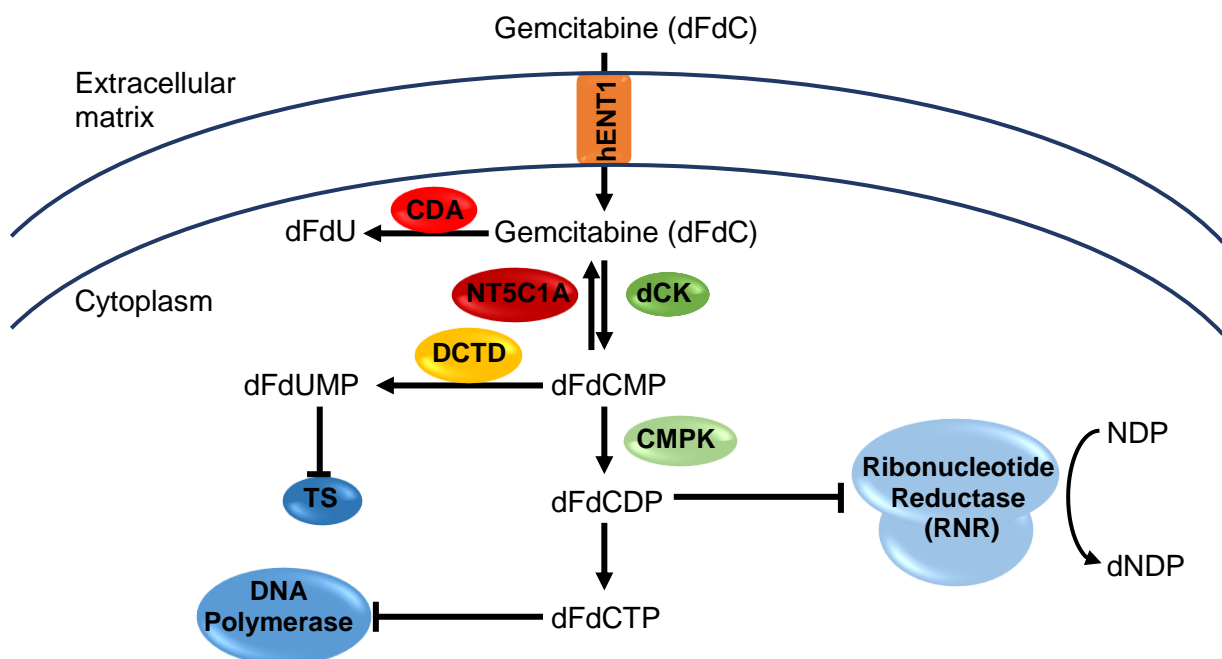 Gemcitabine (dFdC)
Extracellular
matrix
hENT1
CDA
dFdU
Gemcitabine (dFdC)
Cytoplasm
NT5C1A
dCK
DCTD
dFdUMP
dFdCMP
CMPK
NDP
Ribonucleotide
Reductase
(RNR)
TS
dFdCDP
dNDP
DNA
Polymerase
dFdCTP